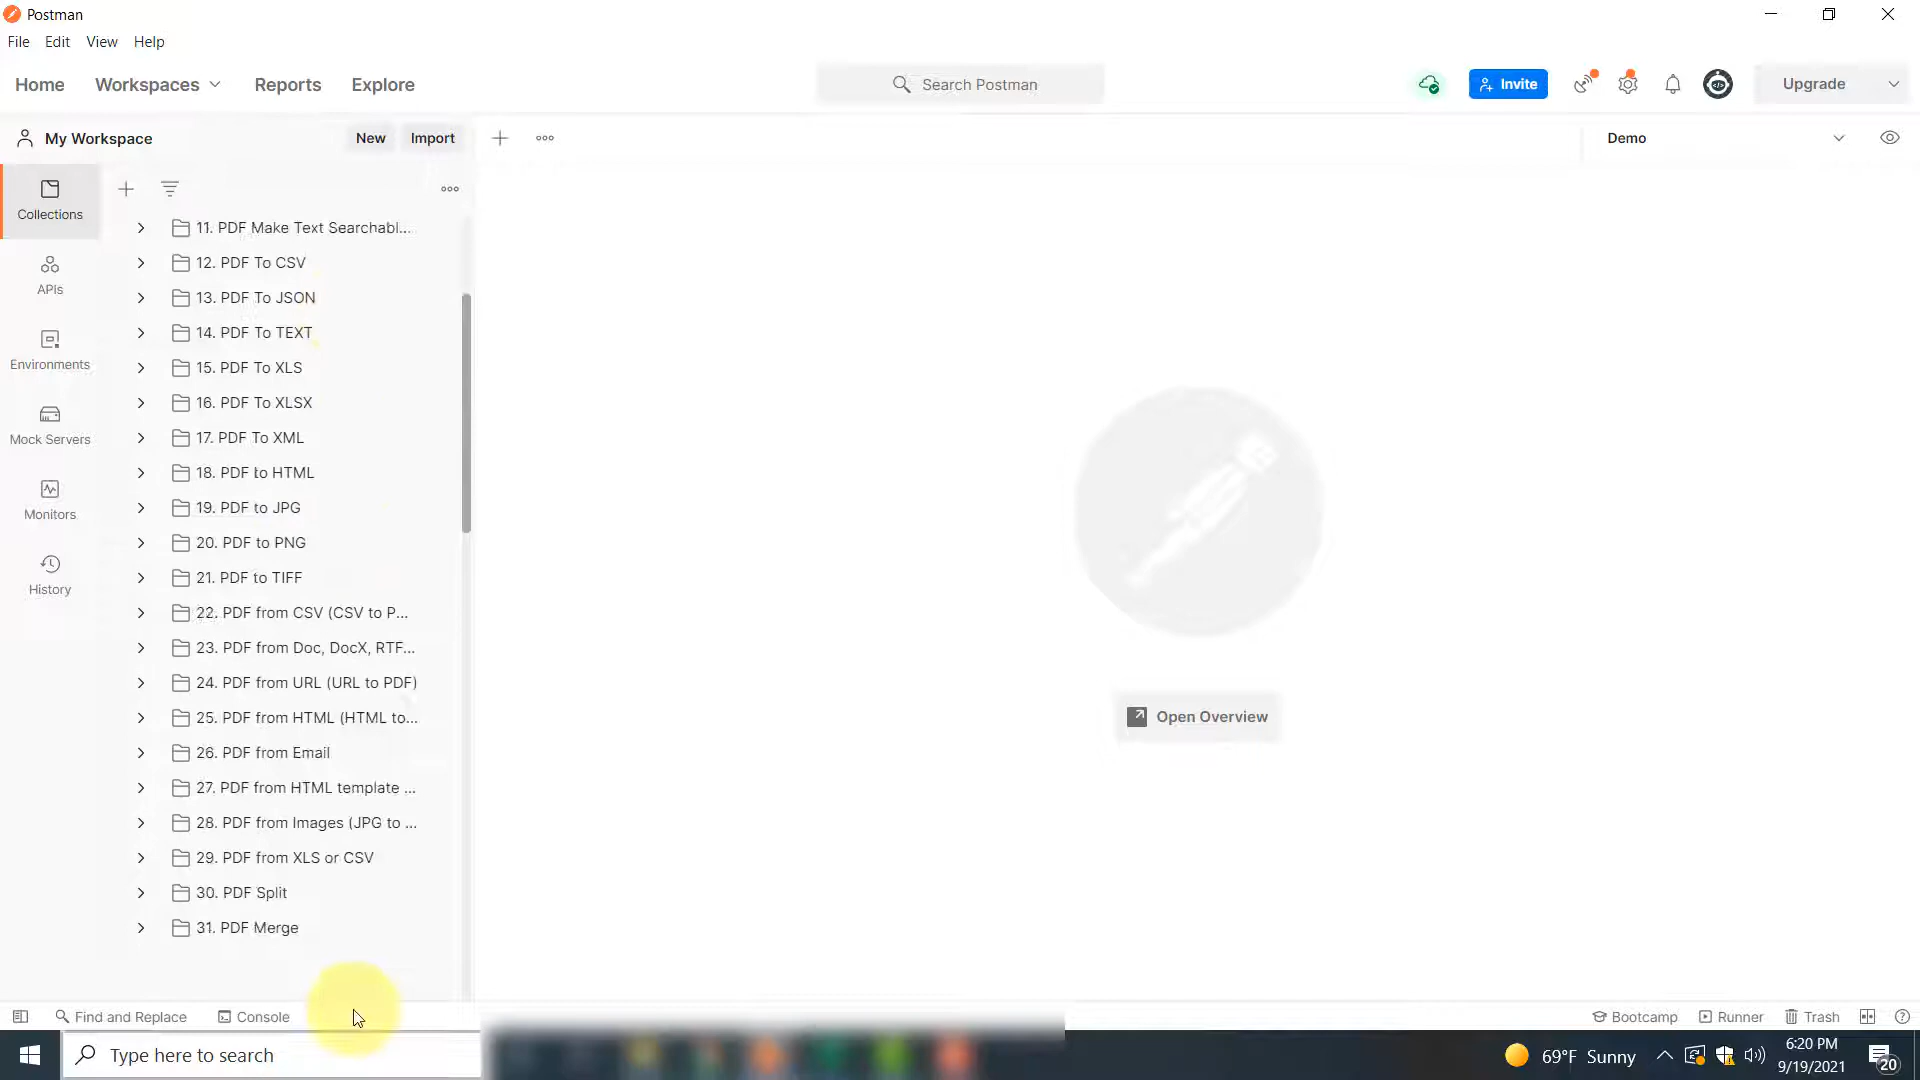 Postman
File Edit View Help
Home Workspaces Reports Explore Search Postman Invite Upgrade
My Workspace New Import Demo
Collections
APIs
Environments
Mock Servers
Monitors
History
11. PDF Make Text Searchabl...
12. PDF To CSV
13. PDF To JSON
14. PDF To TEXT
15. PDF To XLS
16. PDF To XLSX
17. PDF To XML
18. PDF to HTML
19. PDF to JPG
20. PDF to PNG
21. PDF to TIFF
22. PDF from CSV (CSV to P...
23. PDF from Doc, DocX, RTF...
24. PDF from URL (URL to PDF)
25. PDF from HTML (HTML to...
26. PDF from Email
27. PDF from HTML template ...
28. PDF from Images (JPG to ...
29. PDF from XLS or CSV
30. PDF Split
31. PDF Merge
Open Overview
Find and Replace Console Bootcamp Runner Trash
Type here to search 69°F Sunny
6:20 PM
9/19/2021
20